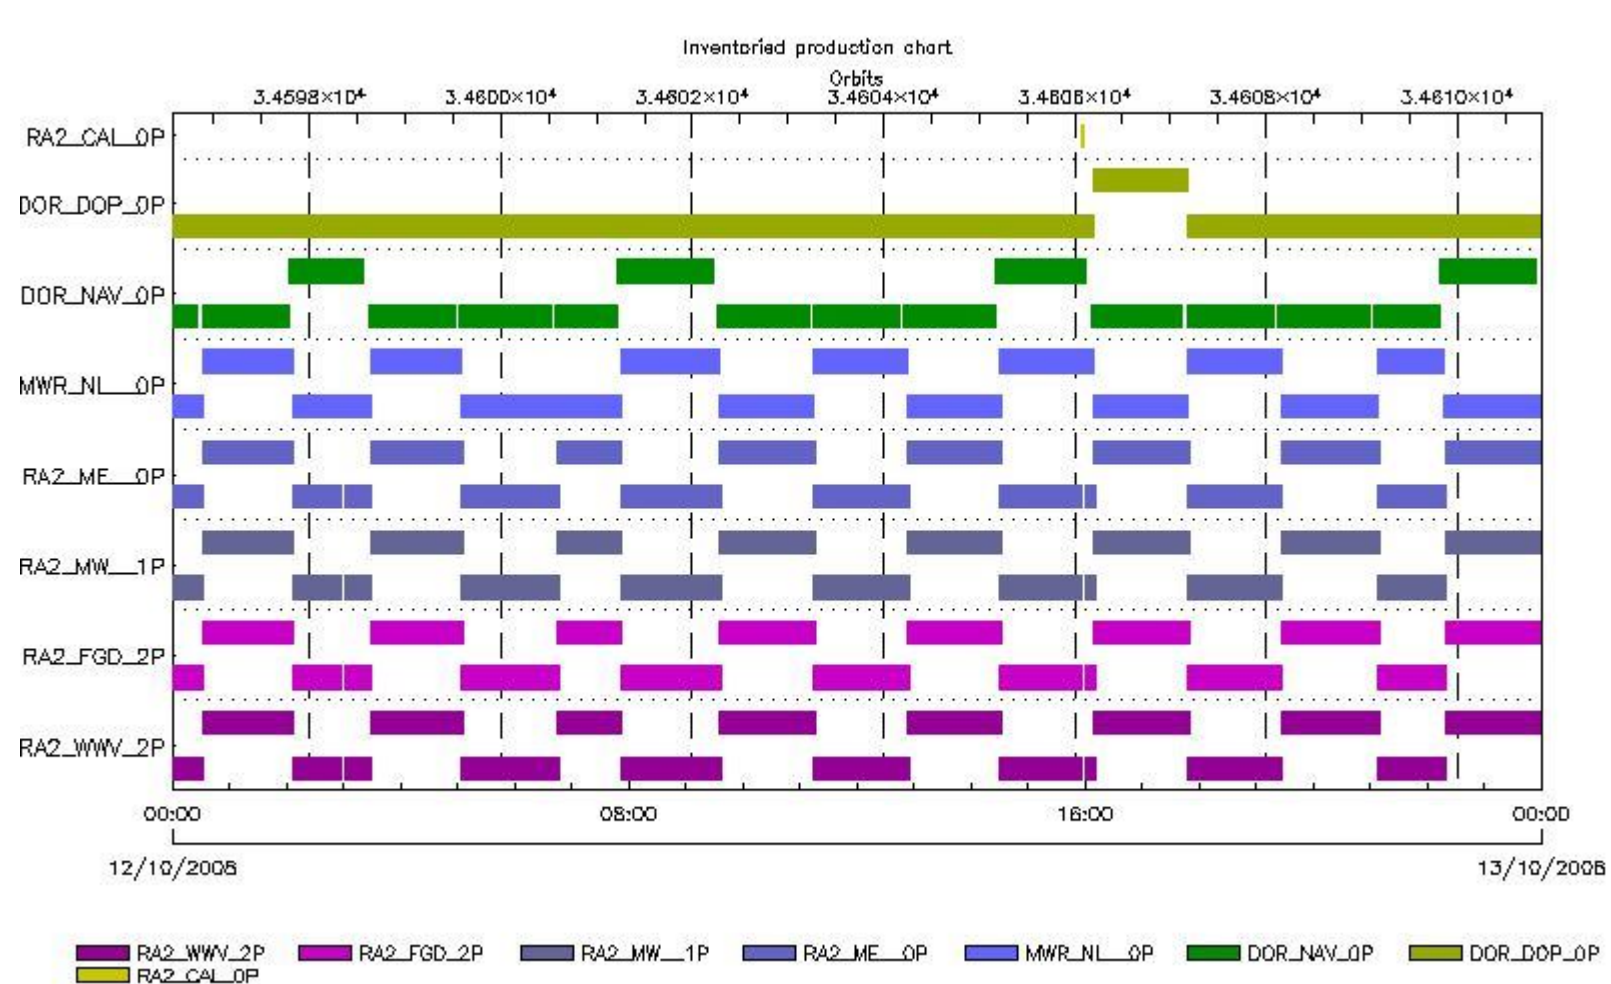 Inventoried production chart
Orbits
3.4598×10⁴ 3.4600×10⁴ 3.4602×10⁴ 3.4604×10⁴ 3.4606×10⁴ 3.4608×10⁴ 3.4610×10⁴
RA2_CAL_0P
DOR_DOP_0P
DOR_NAV_0P
MWR_NL__0P
RA2_ME__0P
RA2_MW__1P
RA2_FGD_2P
RA2_WWV_2P
00:00 08:00 16:00 00:00
12/10/2008 13/10/2008
RA2_WWV_2P RA2_FGD_2P RA2_MW__1P RA2_ME__0P MWR_NL__0P DOR_NAV_0P DOR_DOP_0P
RA2_CAL_0P